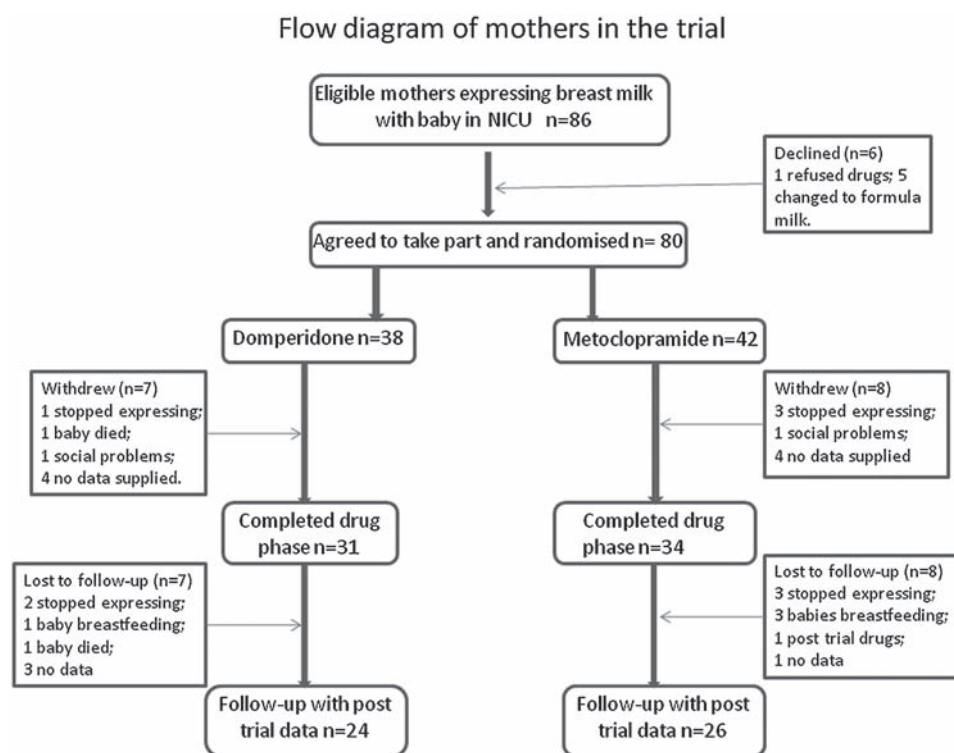 Flow diagram of mothers in the trial
Eligible mothers expressing breast milk
with baby in NICU n=86
Declined (n=6)
1 refused drugs; 5
changed to formula
milk.
Agreed to take part and randomised n= 80
Domperidone n=38
Metoclopramide n=42
Withdrew (n=7)
1 stopped expressing;
1 baby died;
1 social problems;
4 no data supplied.
Withdrew (n=8)
3 stopped expressing;
1 social problems;
4 no data supplied
Completed drug
phase n=31
Completed drug
phase n=34
Lost to follow-up (n=7)
2 stopped expressing;
1 baby breastfeeding;
1 baby died;
3 no data
Lost to follow-up (n=8)
3 stopped expressing;
3 babies breastfeeding;
1 post trial drugs;
1 no data
Follow-up with post
trial data n=24
Follow-up with post
trial data n=26